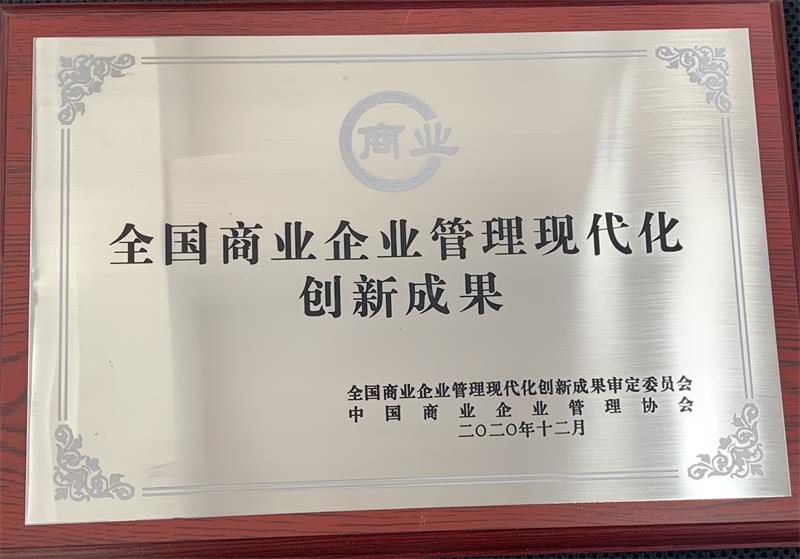 商业
全国商业企业管理现代化
创新成果
全国商业企业管理现代化创新成果审定委员会
中国商业企业管理协会
二〇二〇年十二月